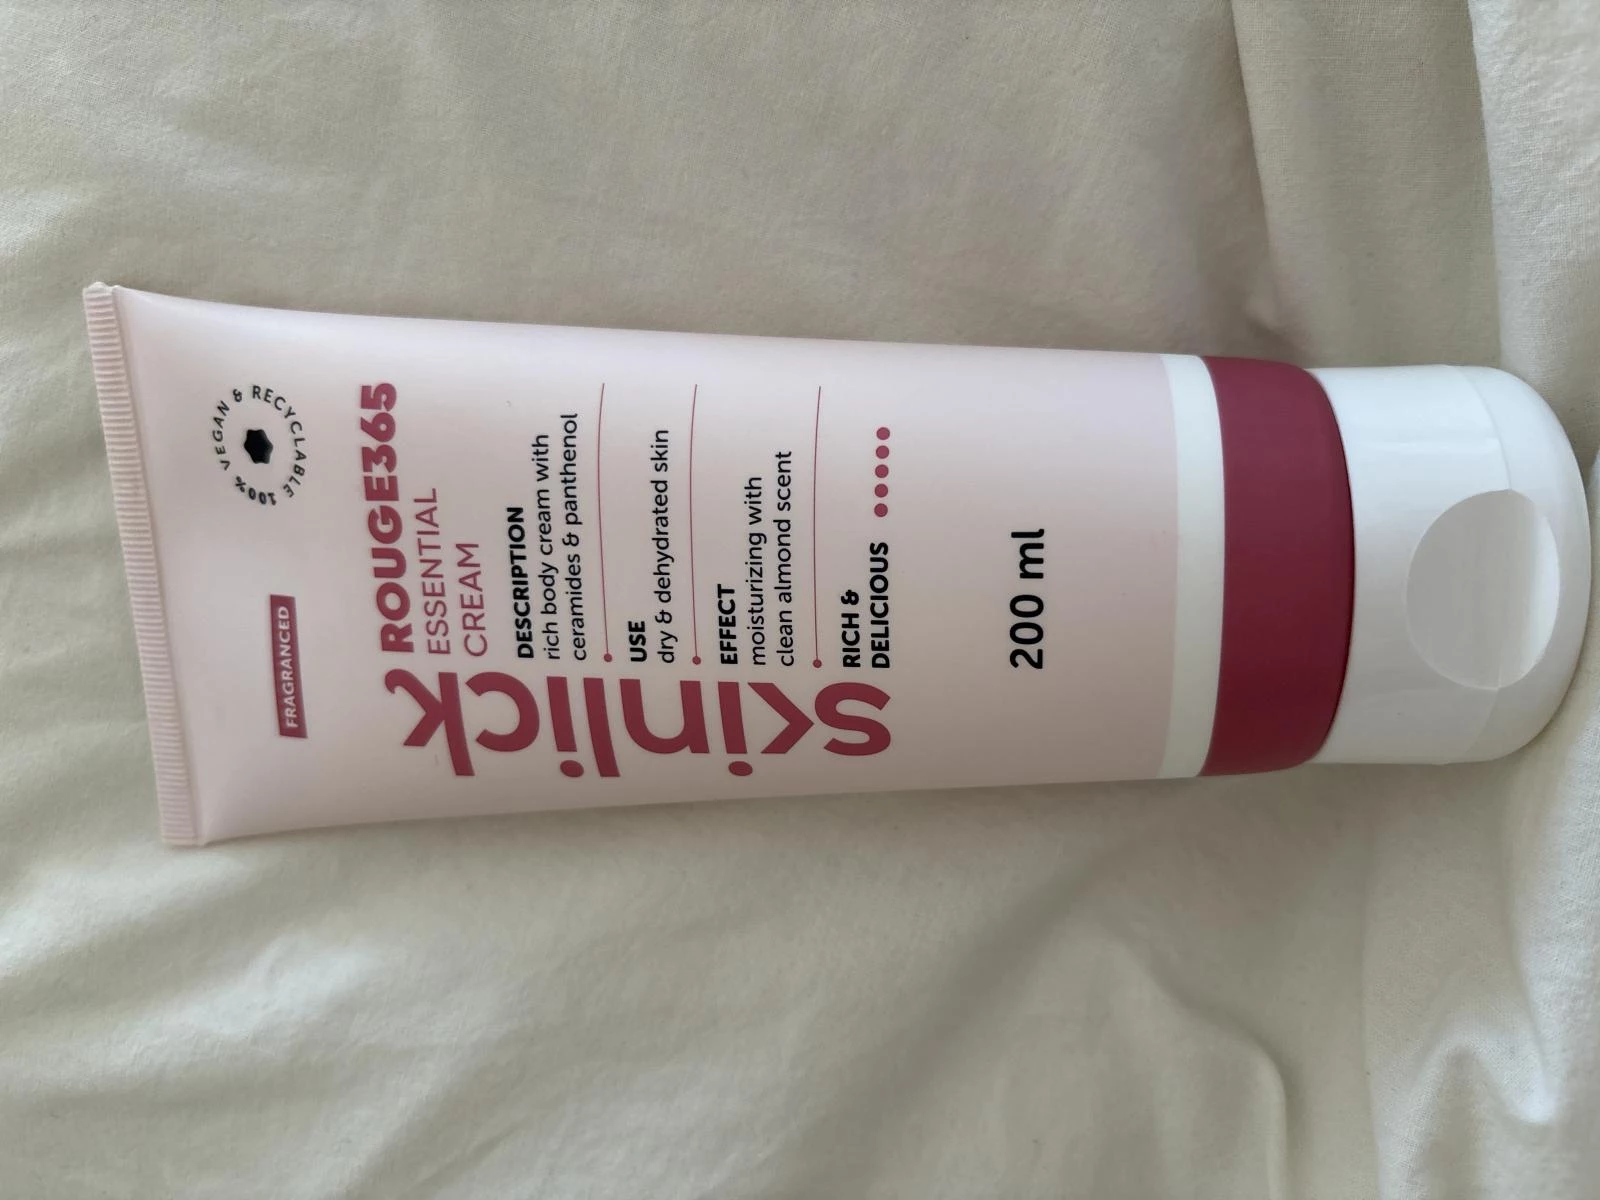 100% VEGAN & RECYCLABLE
FRAGRANCED
skinlick
ROUGE365
ESSENTIAL
CREAM
DESCRIPTION
rich body cream with
ceramides & panthenol
USE
dry & dehydrated skin
EFFECT
moisturizing with
clean almond scent
RICH &
DELICIOUS
200 ml